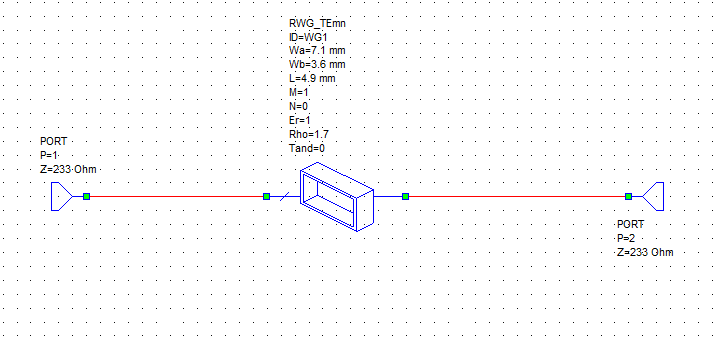 RWG_TEmn
ID=WG1
Wa=7.1 mm
Wb=3.6 mm
L=4.9 mm
M=1
N=0
Er=1
Rho=1.7
Tand=0
PORT
P=1
Z=233 Ohm
PORT
P=2
Z=233 Ohm